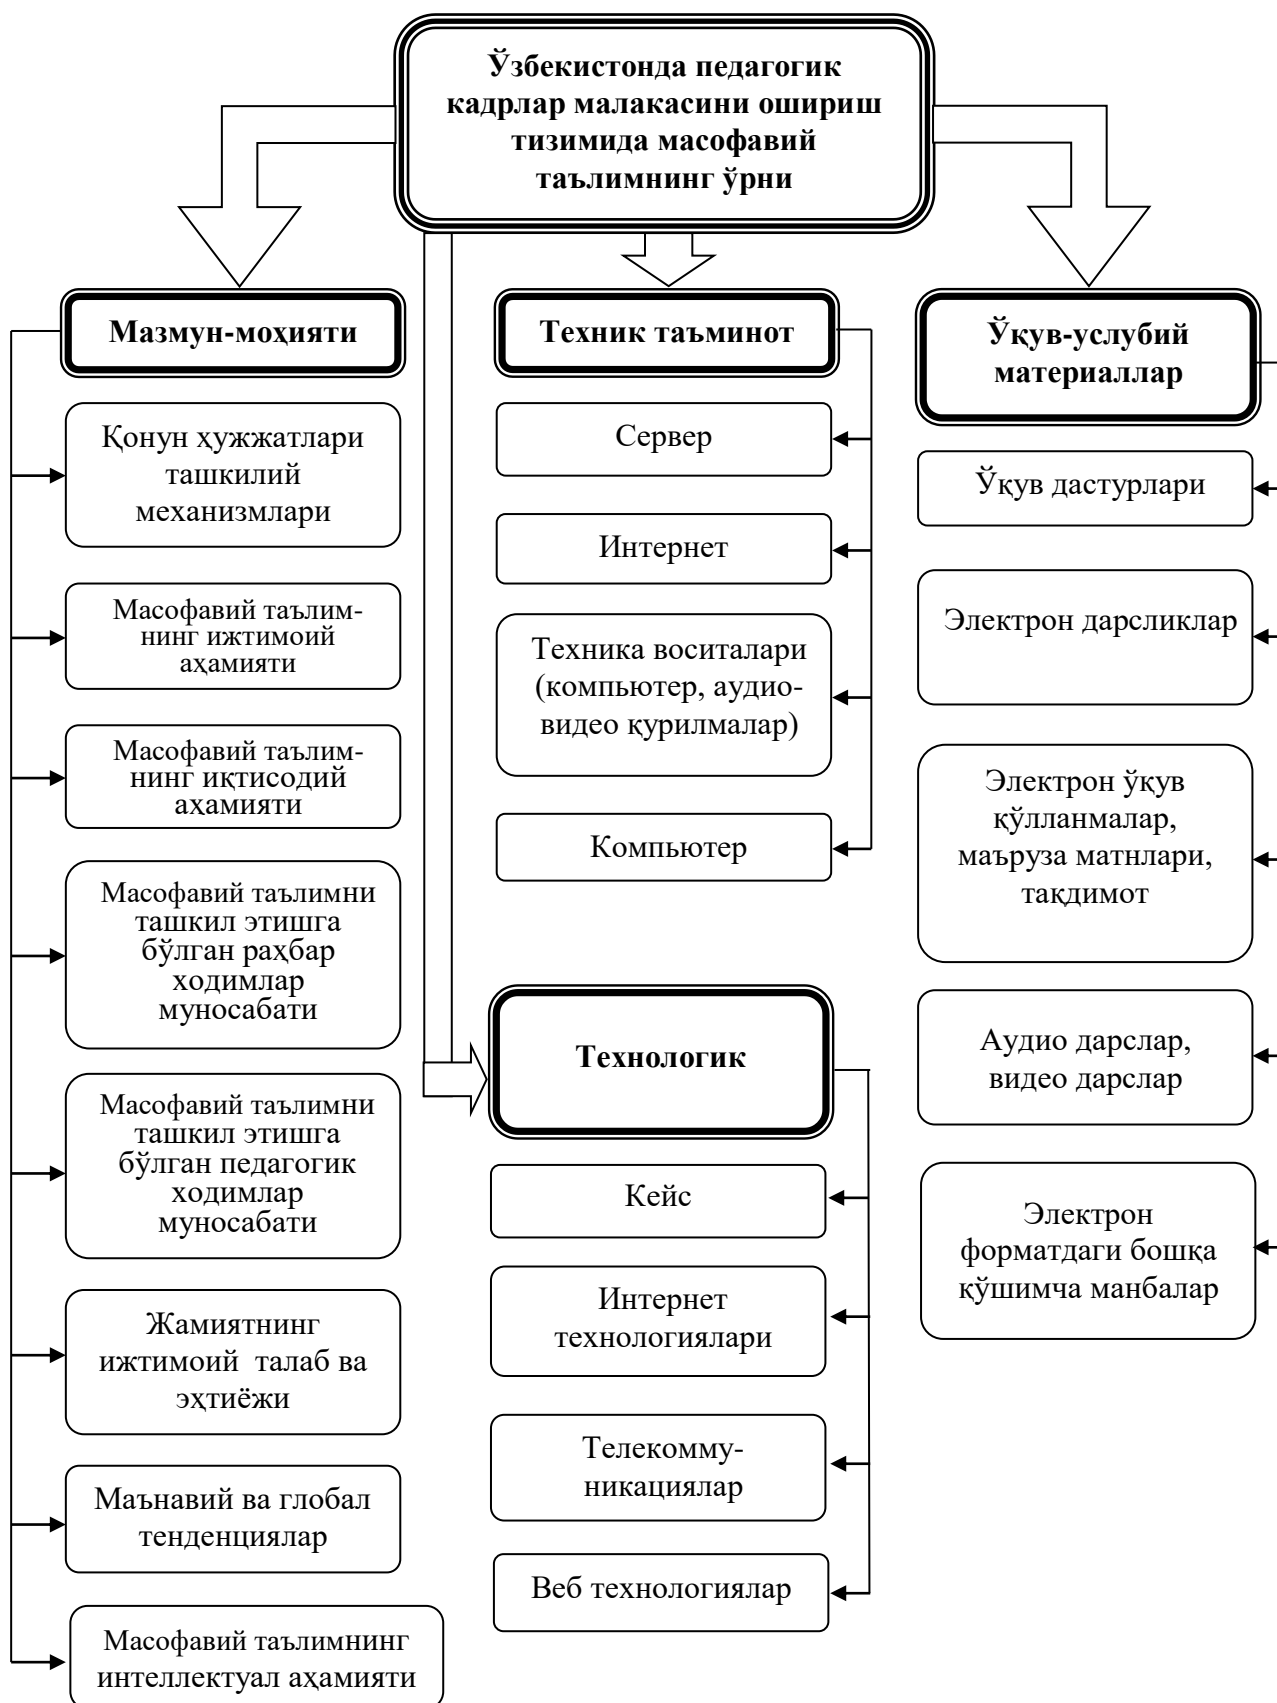 Ўзбекистонда педагогик
кадрлар малакасини ошириш
тизимида масофавий
таълимнинг ўрни
Мазмун-моҳияти
Қонун ҳужжатлари
ташкилий
механизмлари
Масофавий таълим-
нинг ижтимоий
аҳамияти
Масофавий таълим-
нинг иқтисодий
аҳамияти
Масофавий таълимни
ташкил этишга
бўлган раҳбар
ходимлар
муносабати
Масофавий таълимни
ташкил этишга
бўлган педагогик
ходимлар
муносабати
Жамиятнинг
ижтимоий талаб ва
эҳтиёжи
Маънавий ва глобал
тенденциялар
Масофавий таълимнинг
интеллектуал аҳамияти
Техник таъминот
Сервер
Интернет
Техника воситалари
(компьютер, аудио-
видео қурилмалар)
Компьютер
Технологик
Кейс
Интернет
технологиялари
Телекомму-
никациялар
Веб технологиялар
Ўқув-услубий
материаллар
Ўқув дастурлари
Электрон дарсликлар
Электрон ўқув
қўлланмалар,
маъруза матнлари,
тақдимот
Аудио дарслар,
видео дарслар
Электрон
форматдаги бошқа
қўшимча манбалар